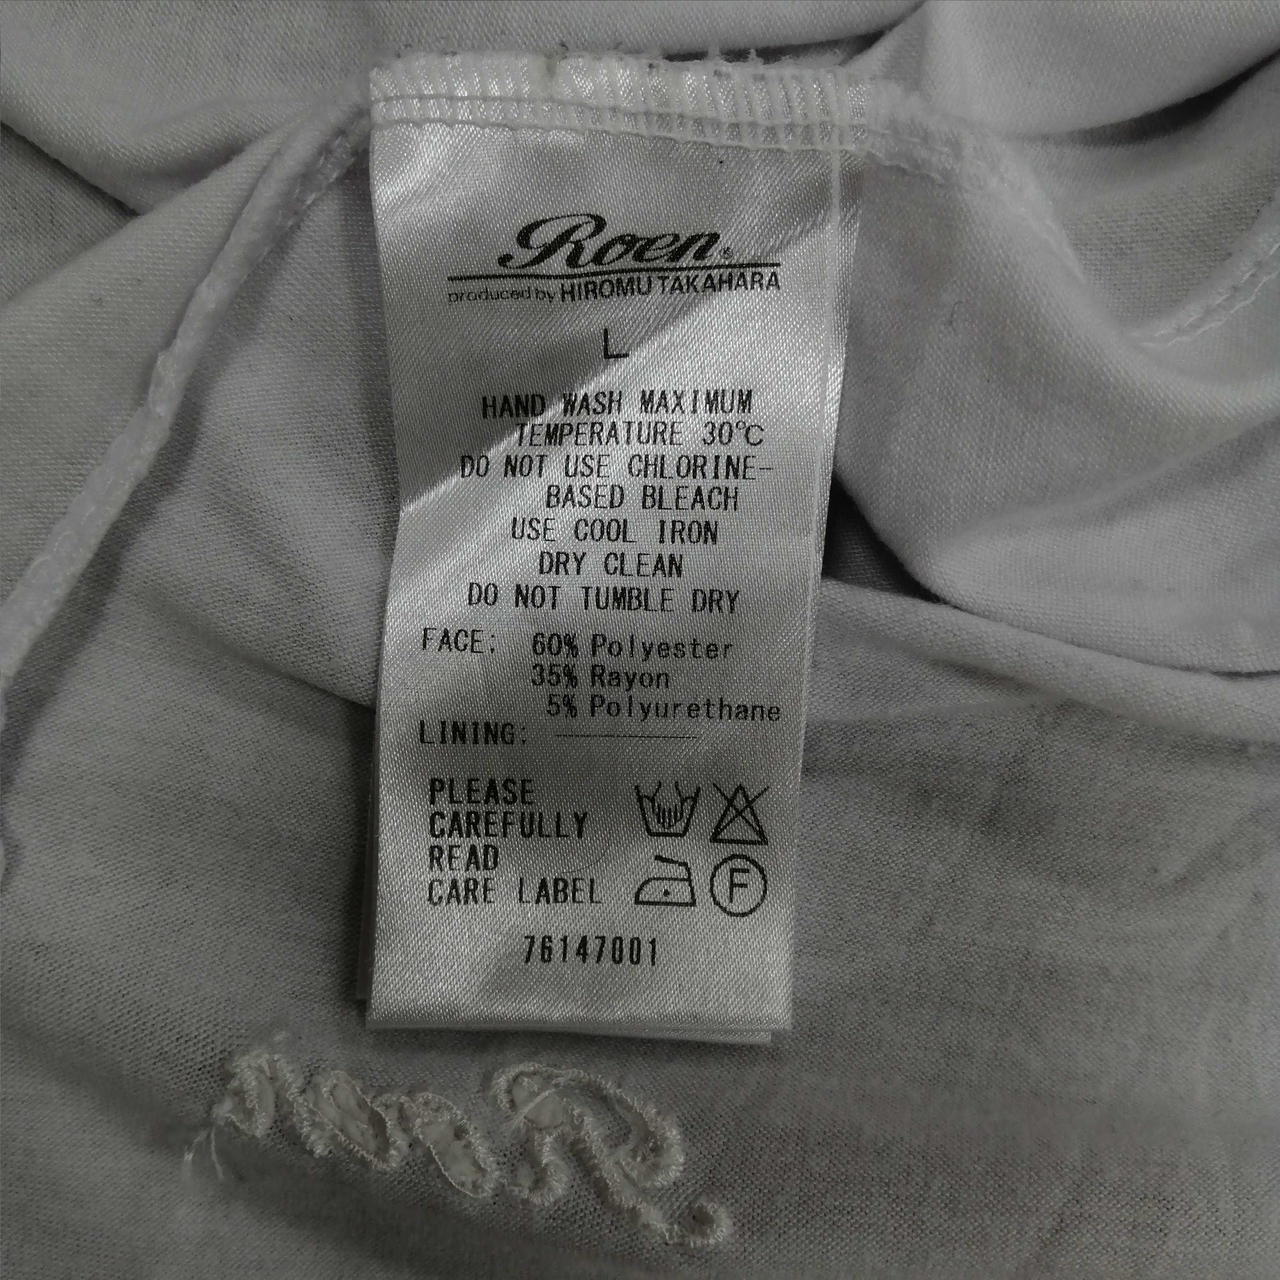 Roen®
produced by HIROMU TAKAHARA
L
HAND WASH MAXIMUM
TEMPERATURE 30℃
DO NOT USE CHLORINE-
BASED BLEACH
USE COOL IRON
DRY CLEAN
DO NOT TUMBLE DRY
FACE: 60% Polyester
35% Rayon
5% Polyurethane
LINING:
PLEASE
CAREFULLY
READ
CARE LABEL
F
76147001